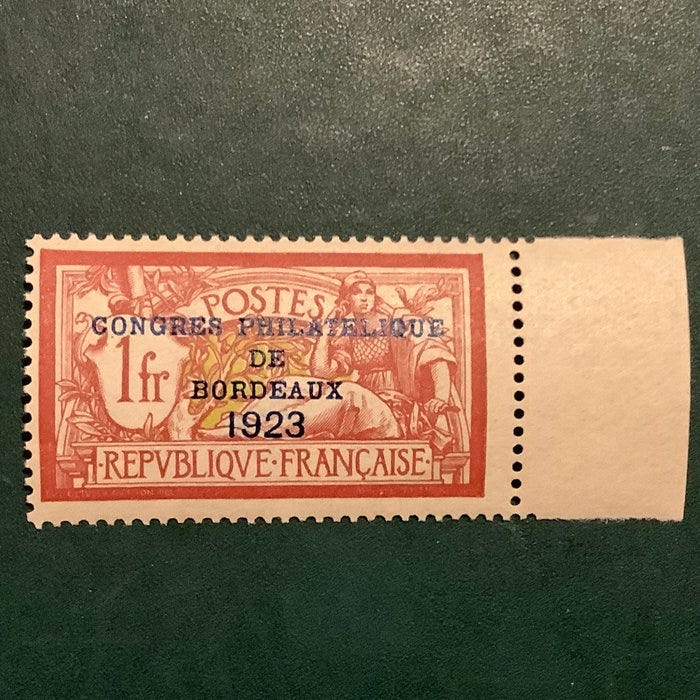 POSTES
CONGRES PHILATELIQUE
1fr
DE
BORDEAUX
1923
REPVBLIQVE·FRANÇAISE